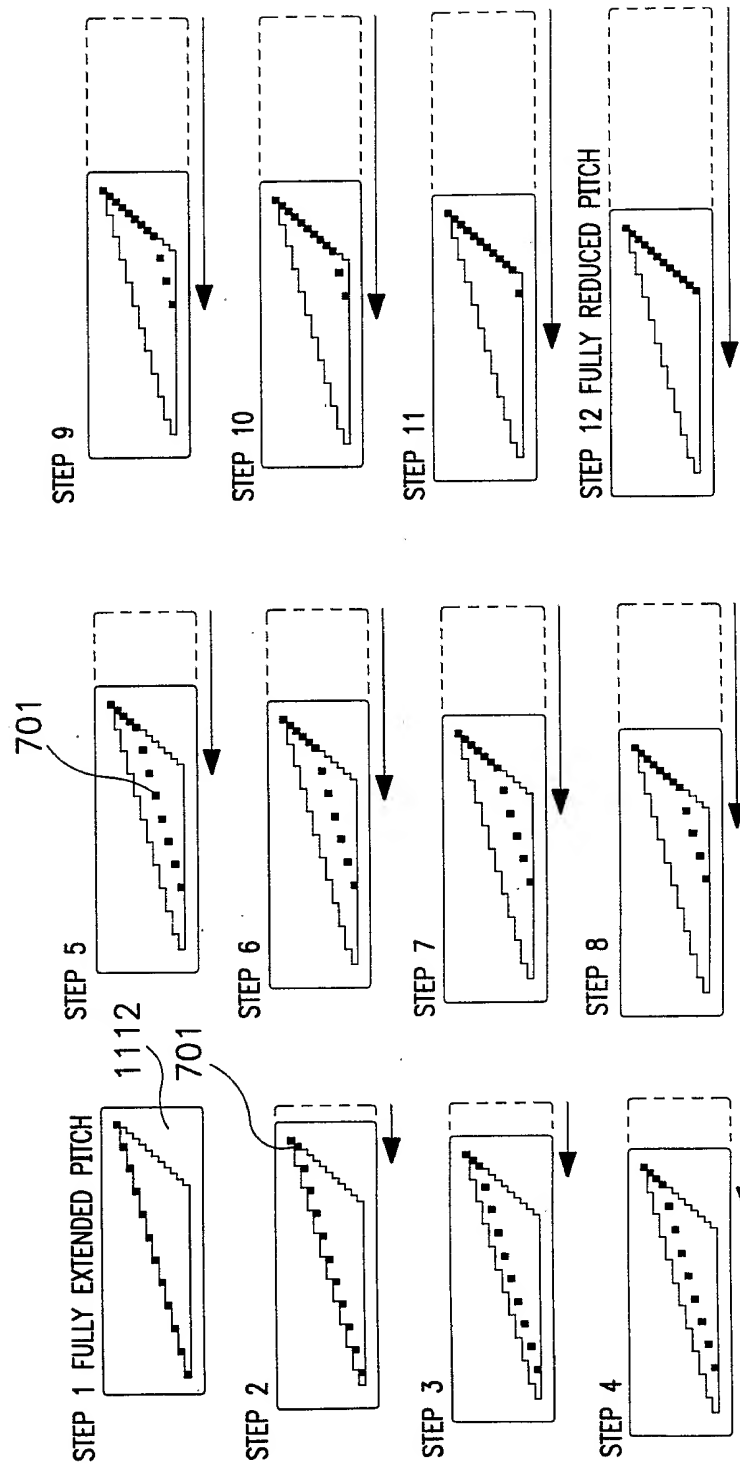 STEP 1 FULLY EXTENDED PITCH
1112
701
STEP 2
STEP 3
STEP 4
701
STEP 5
STEP 6
STEP 7
STEP 8
STEP 9
STEP 10
STEP 11
STEP 12 FULLY REDUCED PITCH